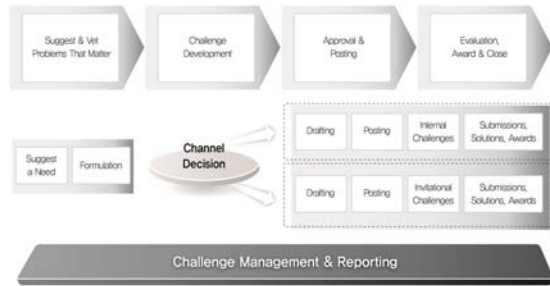 Suggest & Vet
Problems That Matter
Challenge
Development
Approval &
Posting
Evaluation,
Award & Close
Suggest
a Need
Formulation
Channel
Decision
Drafting
Posting
Internal
Challenges
Submissions,
Solutions, Awards
Drafting
Posting
Invitational
Challenges
Submissions,
Solutions, Awards
Challenge Management & Reporting